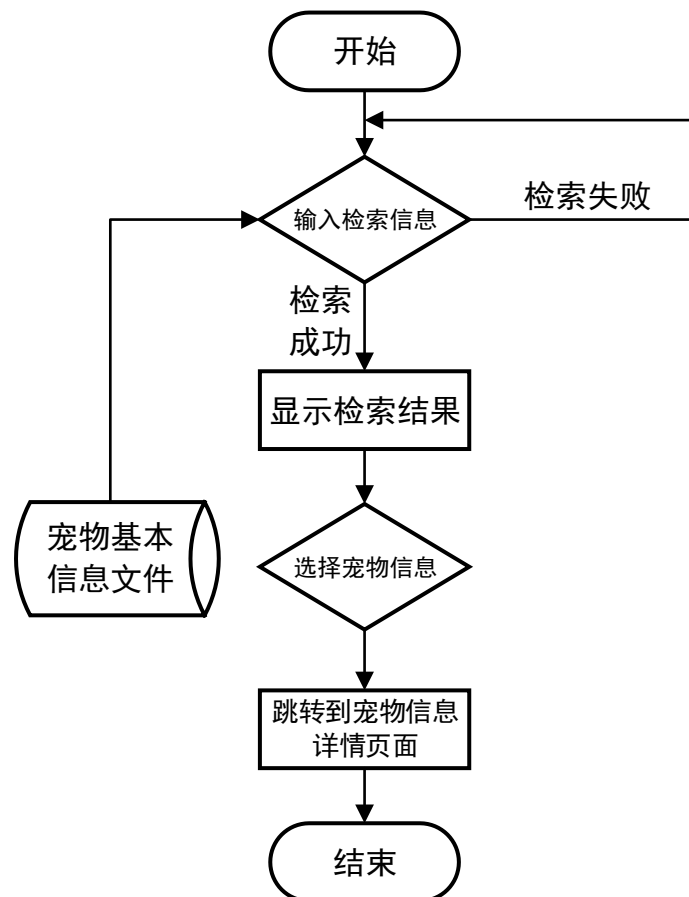 开始
输入检索信息
检索失败
检索
成功
显示检索结果
宠物基本
信息文件
选择宠物信息
跳转到宠物信息
详情页面
结束